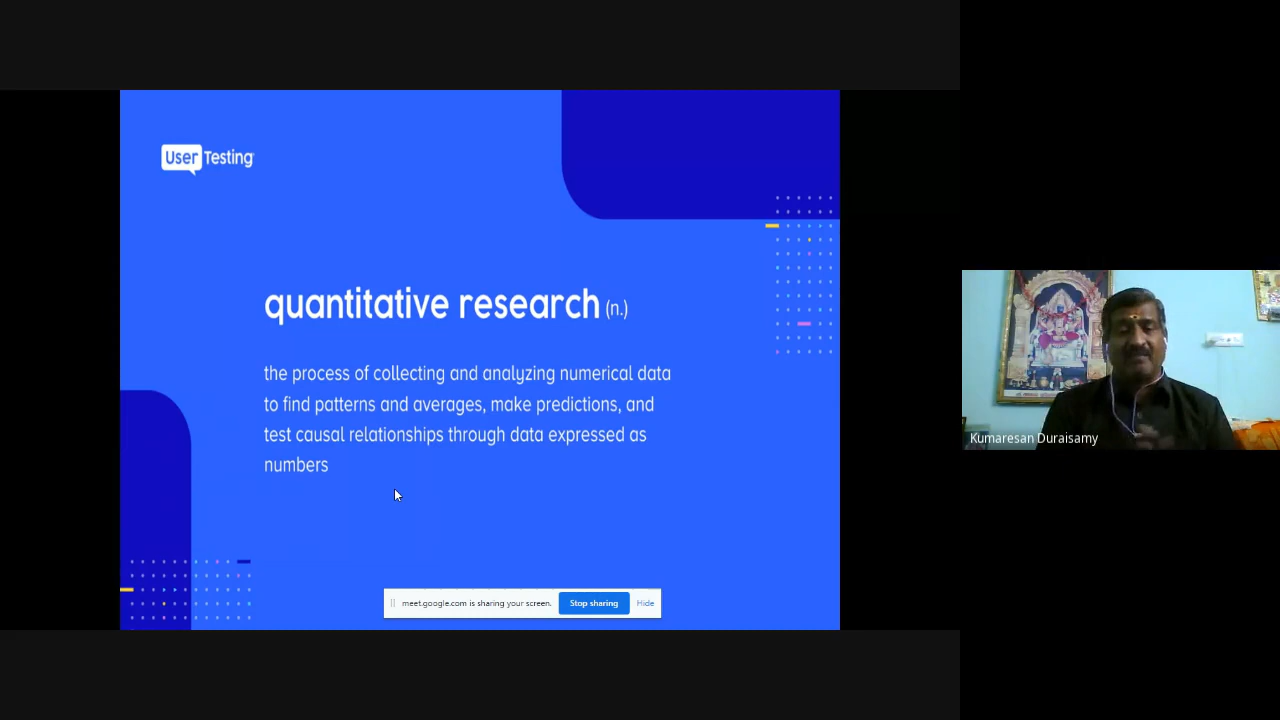 User Testing
quantitative research (n.)
the process of collecting and analyzing numerical data
to find patterns and averages, make predictions, and
test causal relationships through data expressed as
numbers
meet.google.com is sharing your screen. Stop sharing Hide
Kumaresan Duraisamy